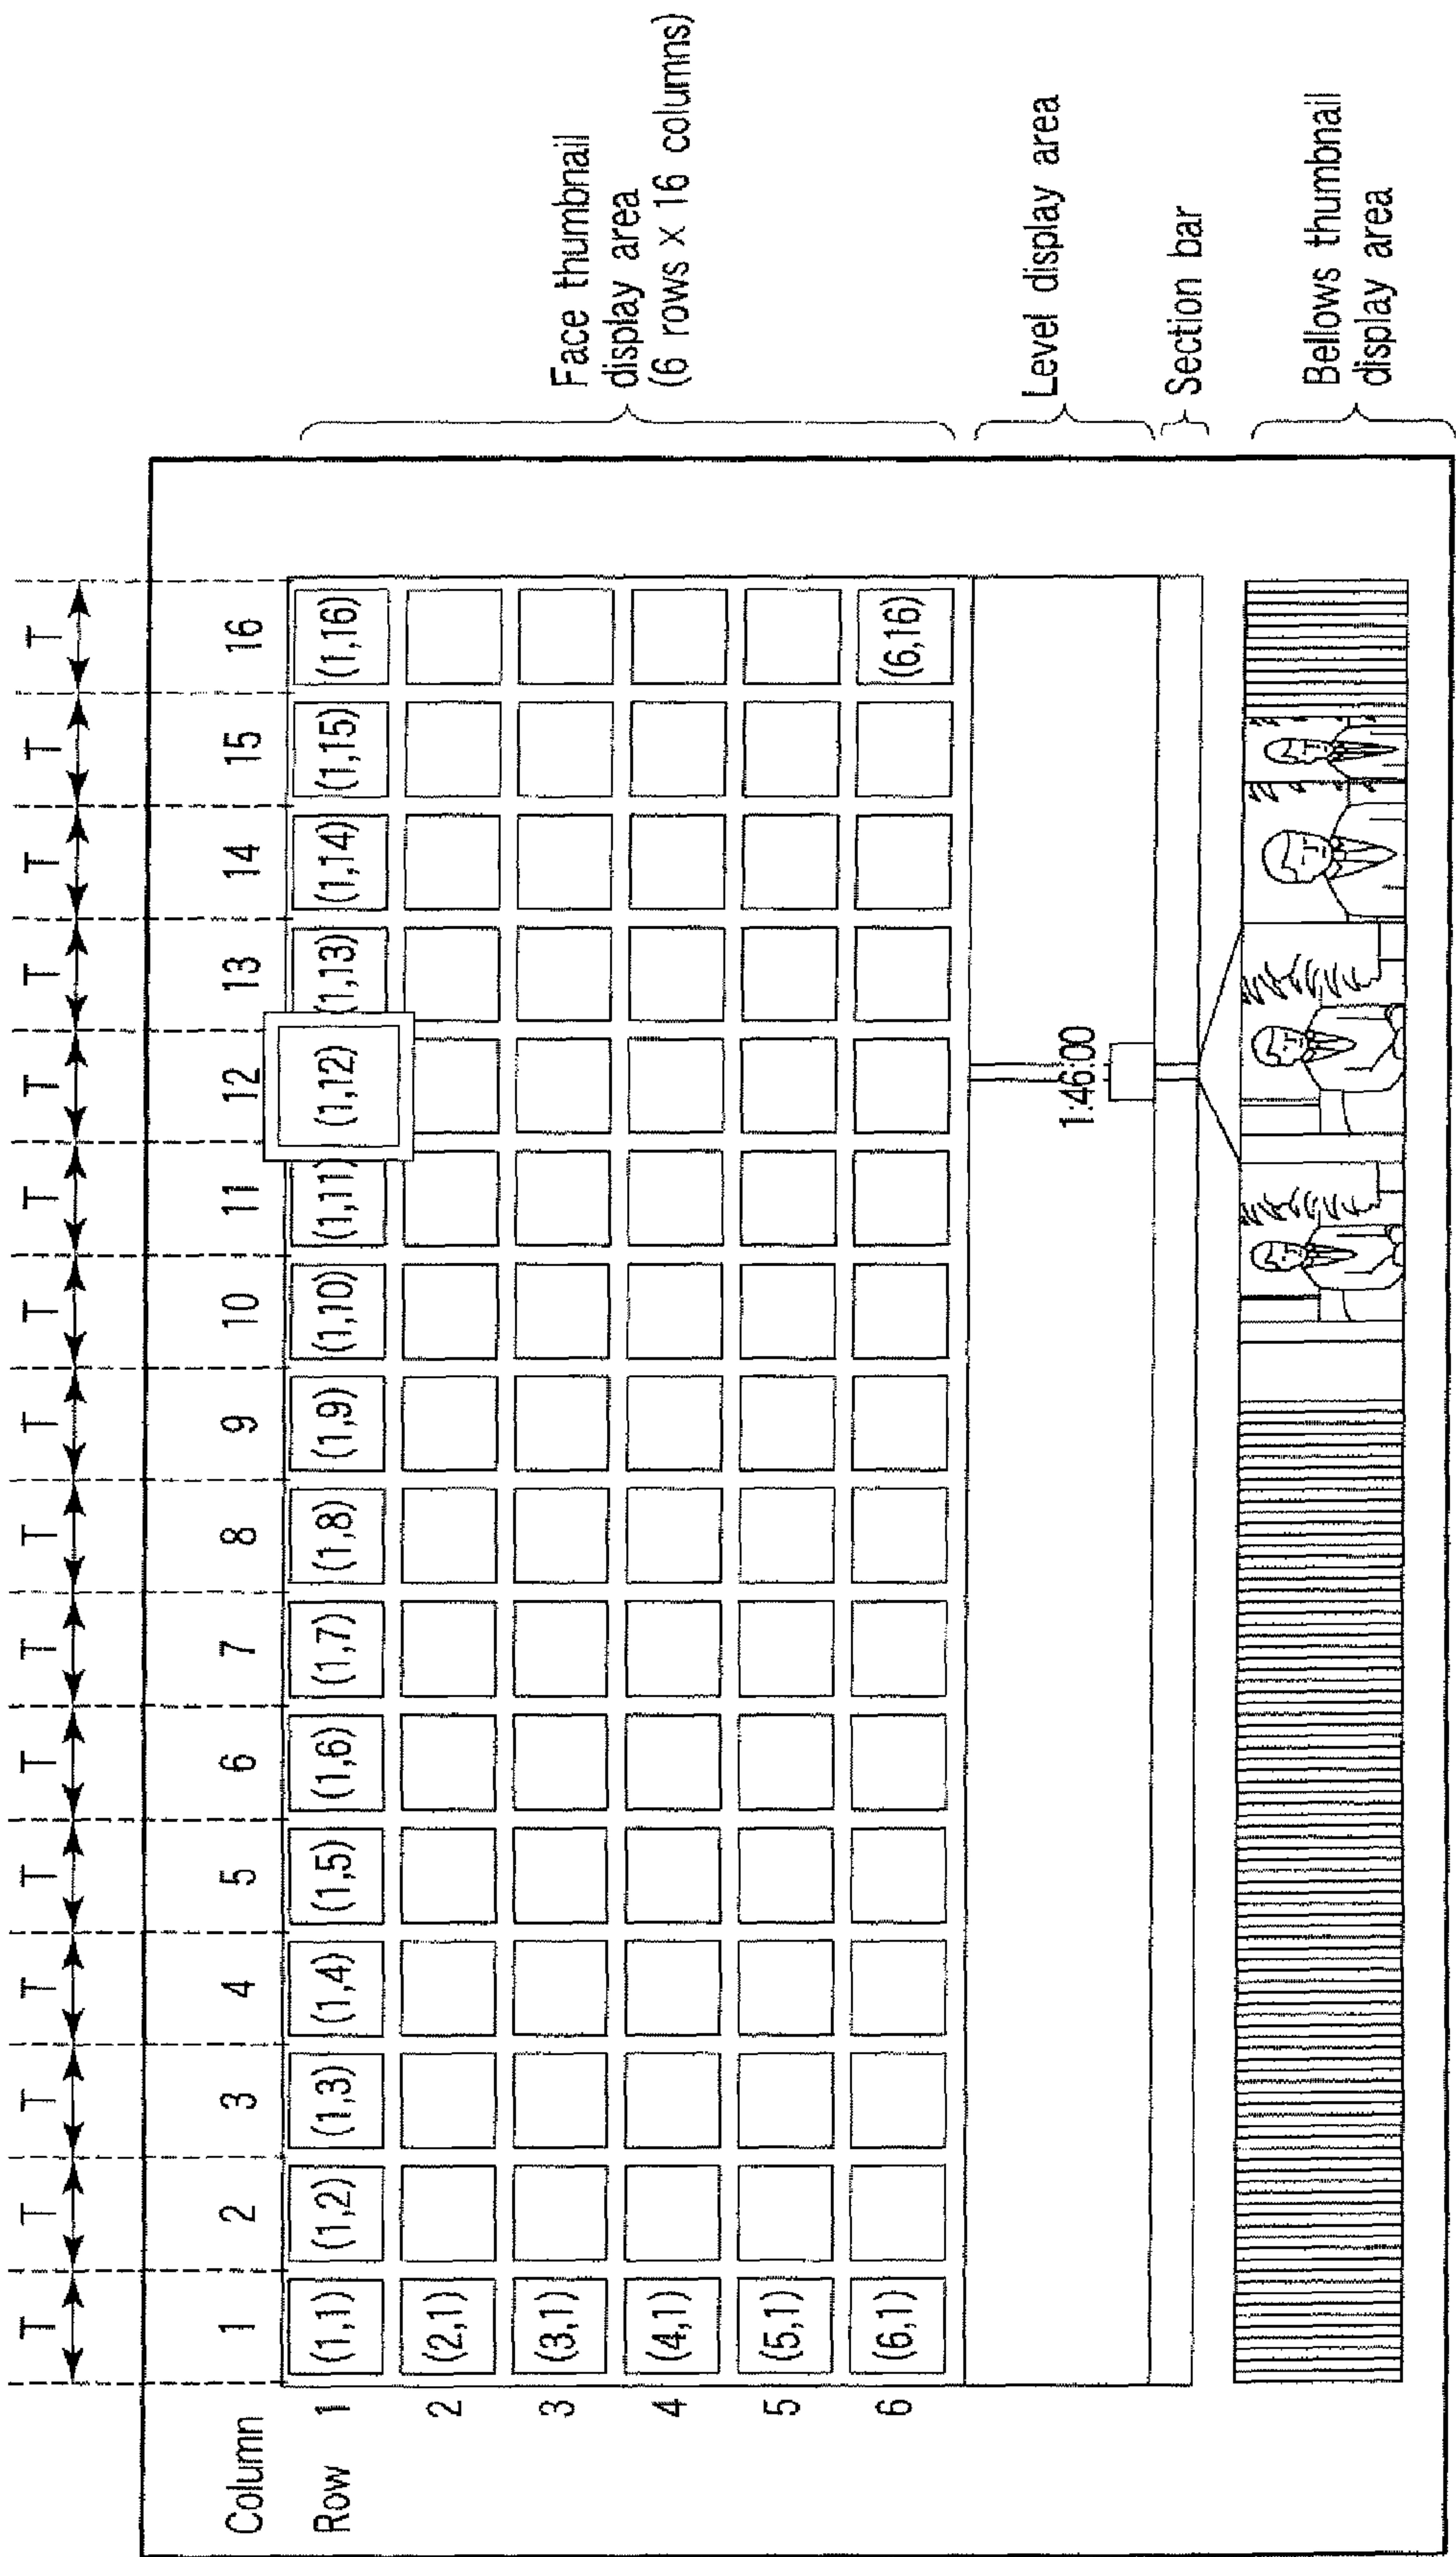 T T T T T T T T T T T T T T T T
Column 1 2 3 4 5 6 7 8 9 10 11 12 13 14 15 16
Row 1 (1,1) (1,2) (1,3) (1,4) (1,5) (1,6) (1,7) (1,8) (1,9) (1,10) (1,11) (1,12) (1,13) (1,14) (1,15) (1,16)
2 (2,1)
3 (3,1)
4 (4,1)
5 (5,1)
6 (6,1) (6,16)
Face thumbnail
display area
(6 rows × 16 columns)
1:46:00
Level display area
Section bar
Bellows thumbnail
display area